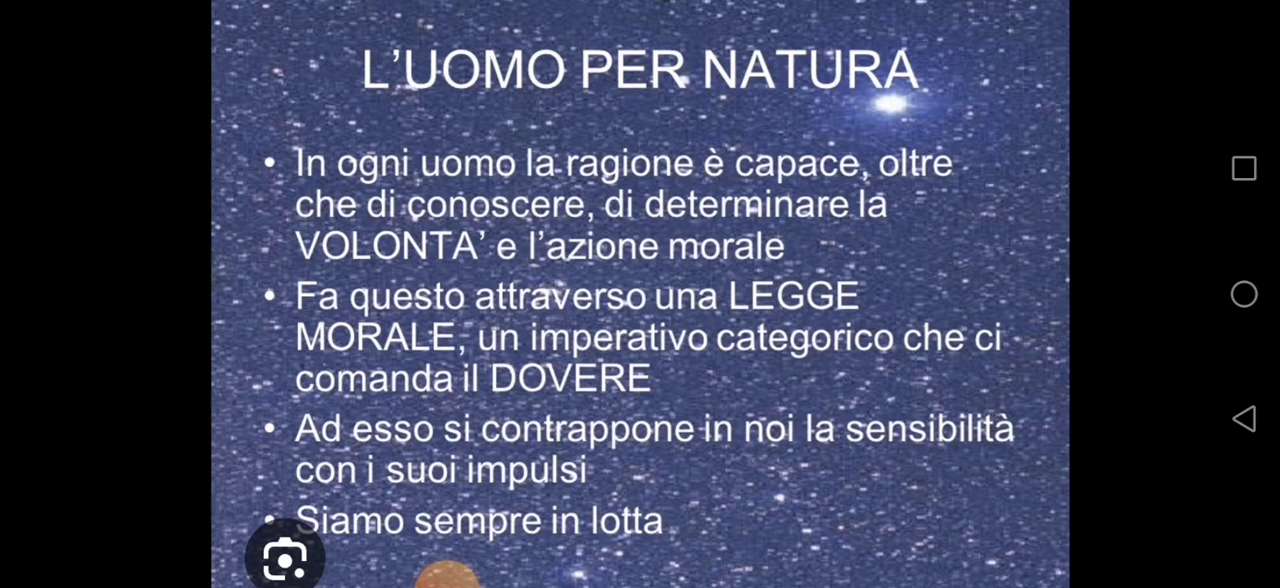 L’UOMO PER NATURA
• In ogni uomo la ragione è capace, oltre
che di conoscere, di determinare la
VOLONTA’ e l’azione morale
• Fa questo attraverso una LEGGE
MORALE, un imperativo categorico che ci
comanda il DOVERE
• Ad esso si contrappone in noi la sensibilità
con i suoi impulsi
• Siamo sempre in lotta